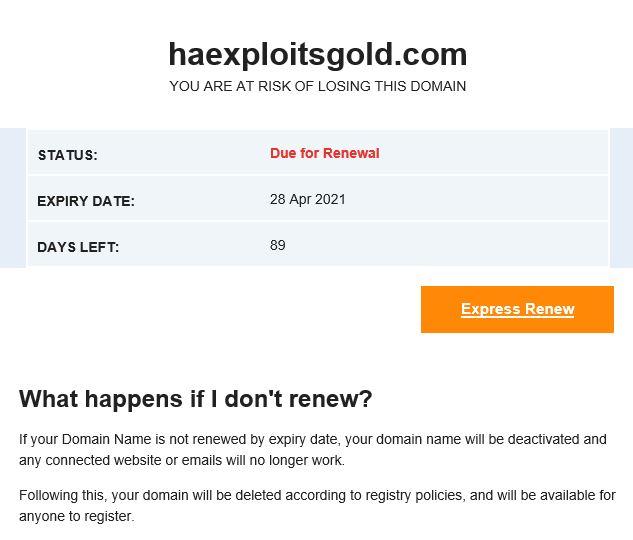 haexploitsgold.com
YOU ARE AT RISK OF LOSING THIS DOMAIN
STATUS: Due for Renewal
EXPIRY DATE: 28 Apr 2021
DAYS LEFT: 89
Express Renew
What happens if I don't renew?
If your Domain Name is not renewed by expiry date, your domain name will be deactivated and
any connected website or emails will no longer work.
Following this, your domain will be deleted according to registry policies, and will be available for
anyone to register.